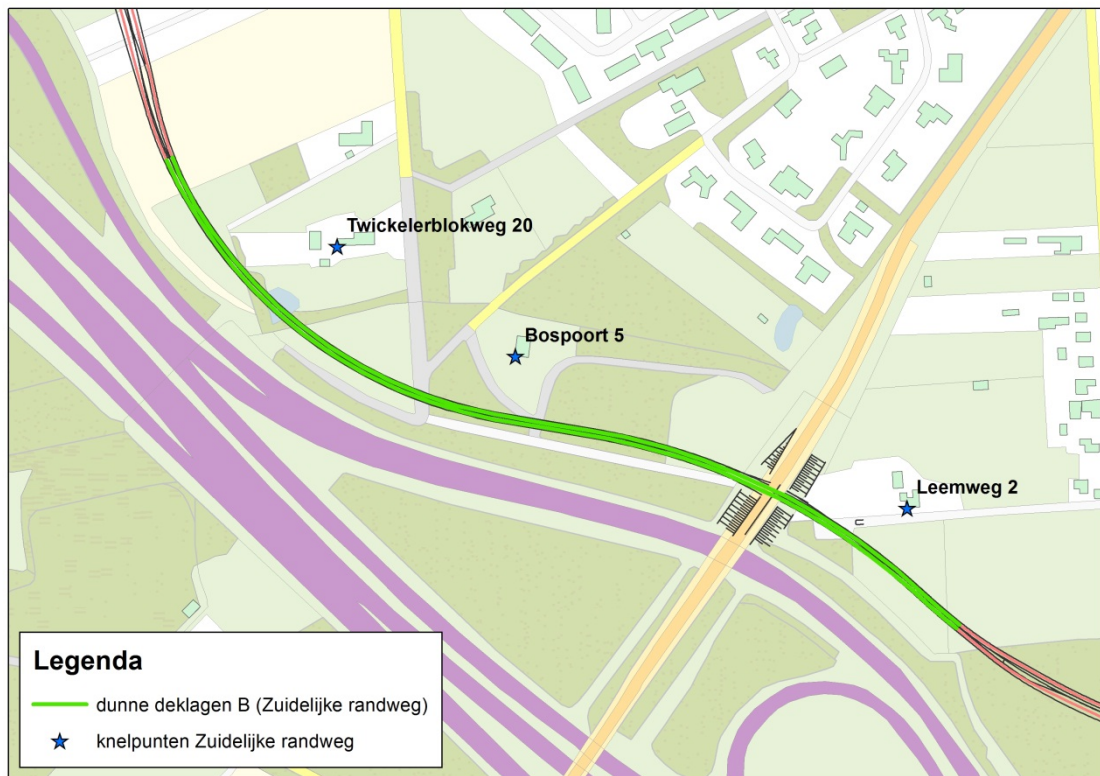 Twickelerblokweg 20
Bospoort 5
Leemweg 2
Legenda
dunne deklagen B (Zuidelijke randweg)
knelpunten Zuidelijke randweg